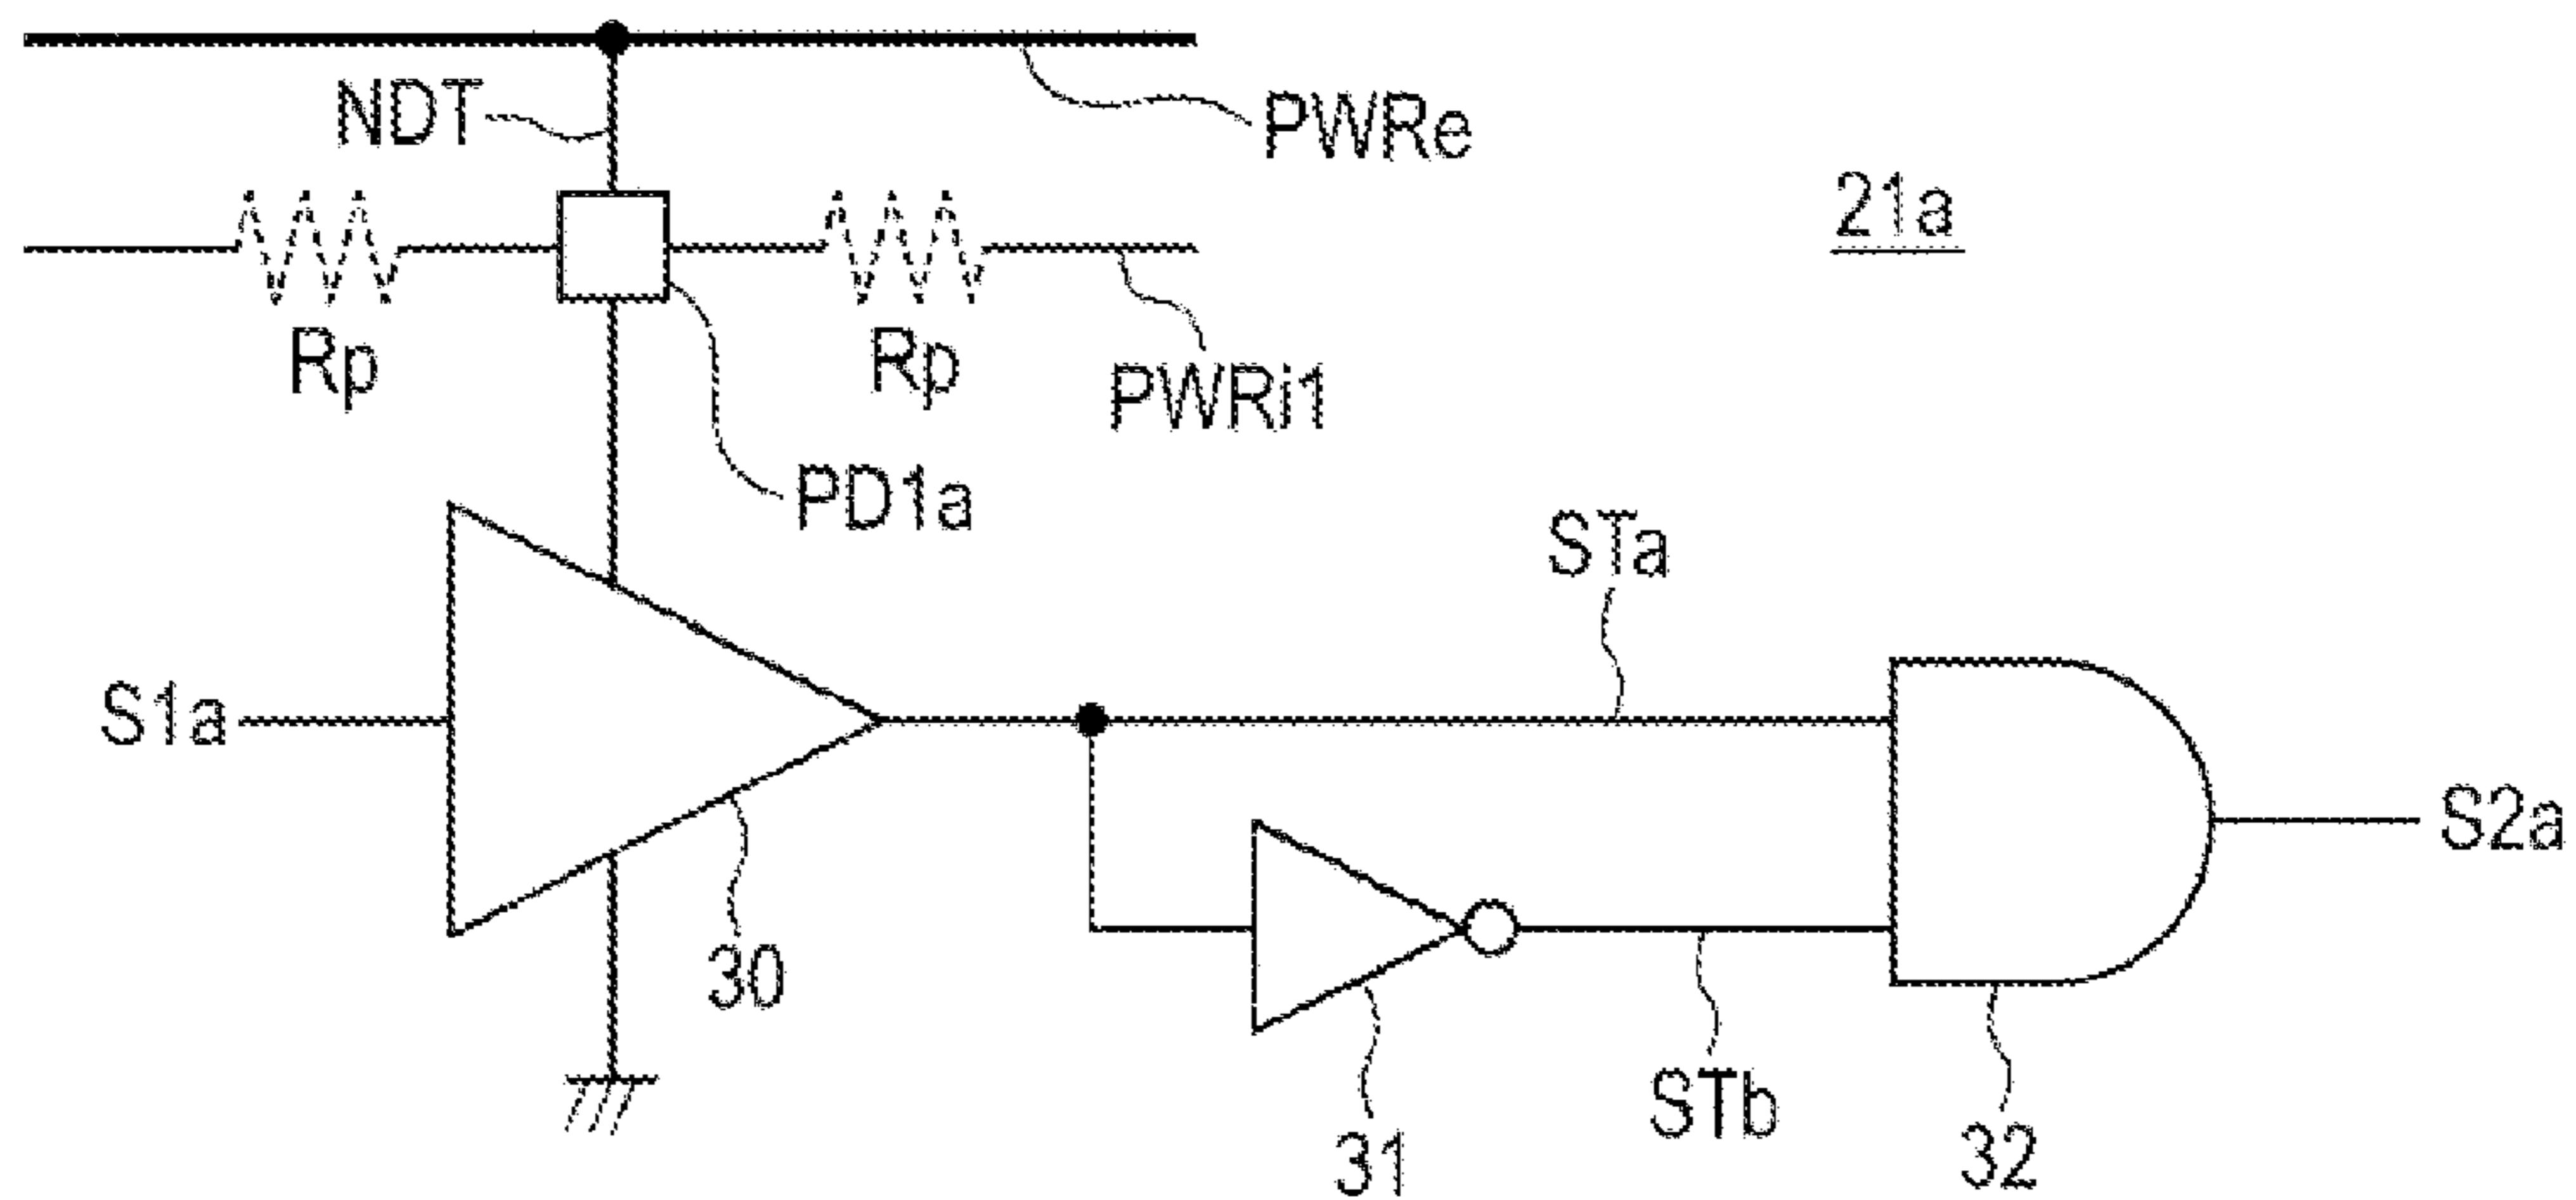 NDT
PWRe
21a
Rp
Rp
PWRi1
PD1a
STa
S1a
S2a
30
STb
31
32